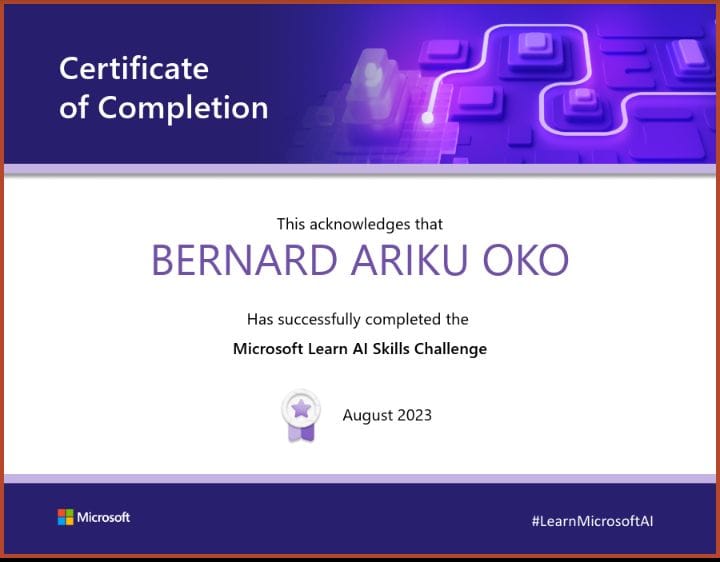 Certificate
of Completion
This acknowledges that
BERNARD ARIKU OKO
Has successfully completed the
Microsoft Learn AI Skills Challenge
August 2023
Microsoft
#LearnMicrosoftAI